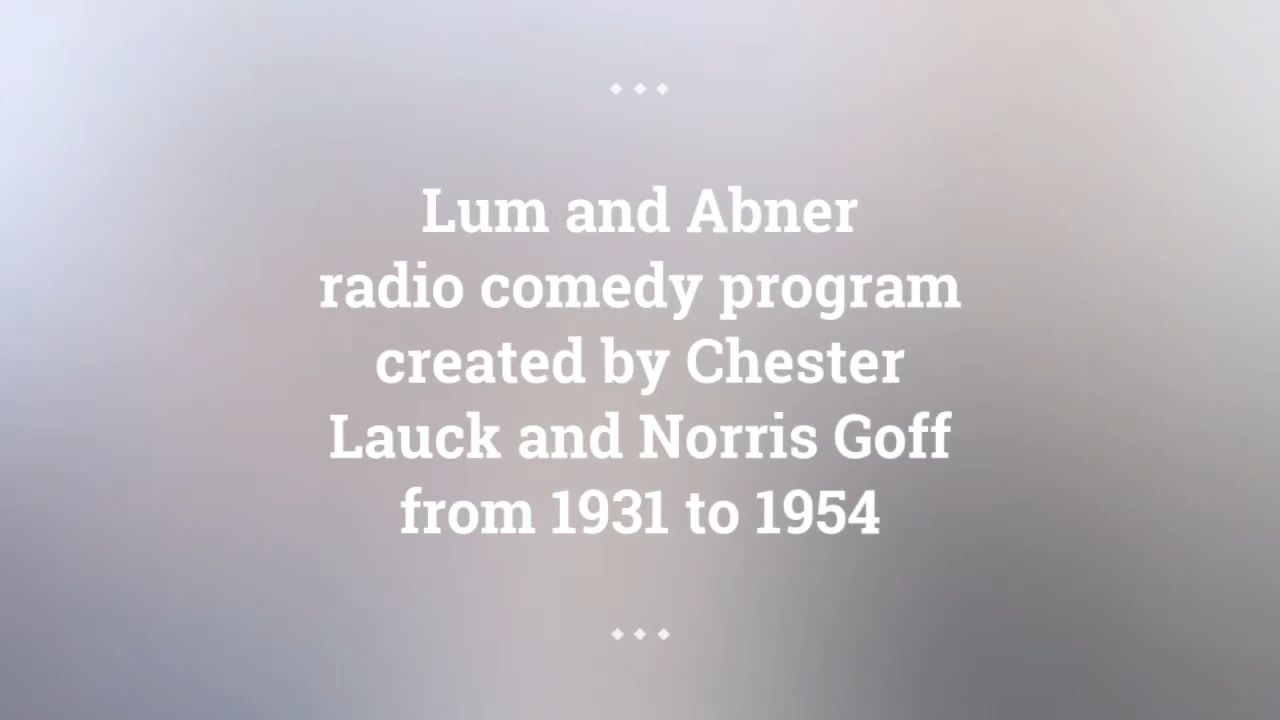 Lum and Abner
radio comedy program
created by Chester
Lauck and Norris Goff
from 1931 to 1954